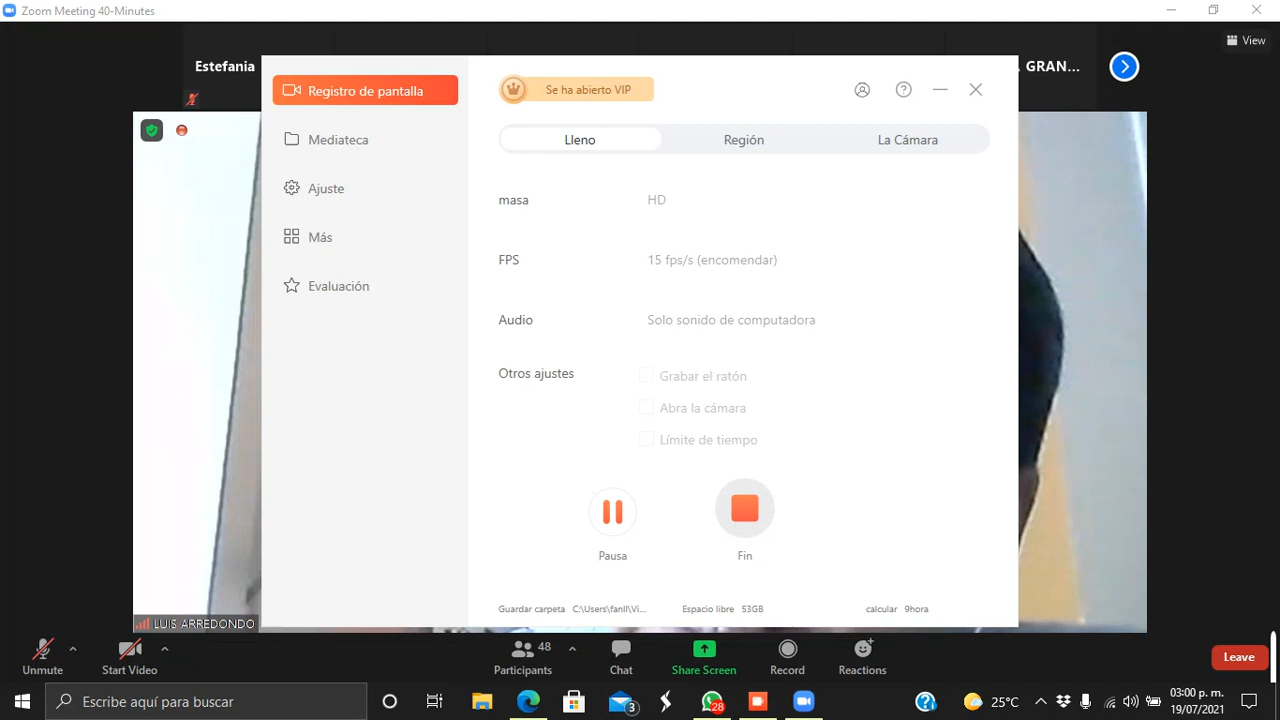 Zoom Meeting 40-Minutes
View
Estefania
. GRAN...
Registro de pantalla
Mediateca
Ajuste
Más
Evaluación
Se ha abierto VIP
Lleno
Región
La Cámara
masa
HD
FPS
15 fps/s (encomendar)
Audio
Solo sonido de computadora
Otros ajustes
Grabar el ratón
Abra la cámara
Límite de tiempo
Pausa
Fin
Guardar carpeta C:\Users\fanll\Vi...
Espacio libre 53GB
calcular 9hora
LUIS ARREDONDO
Unmute
Start Video
48
Participants
Chat
Share Screen
Record
Reactions
Leave
Escribe aquí para buscar
3
28
25°C
03:00 p. m.
19/07/2021